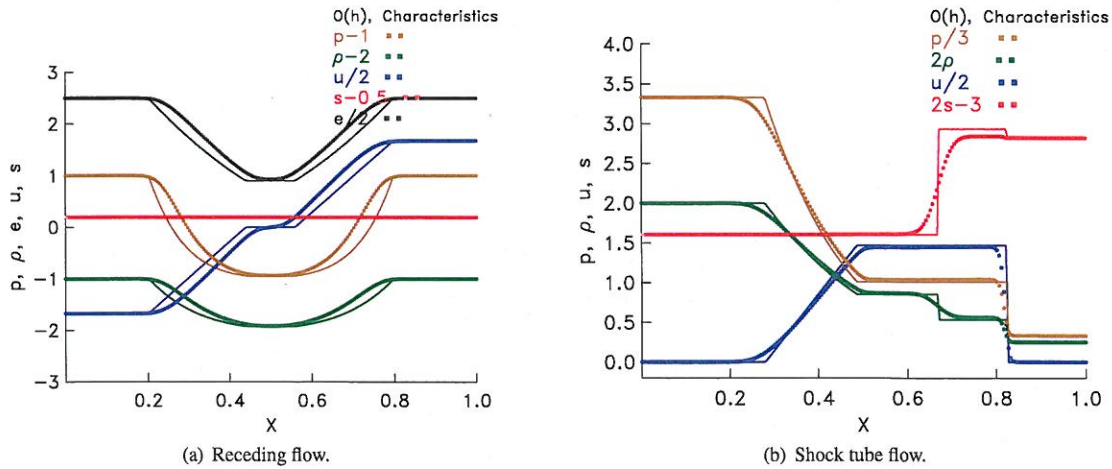 O(h), Characteristics
p−1
ρ−2
u/2
s−0.5
e/2
3
2
1
0
−1
−2
−3
p, ρ, e, u, s
0.2
0.4
0.6
0.8
1.0
X
(a) Receding flow.
O(h), Characteristics
p/3
2ρ
u/2
2s−3
4.0
3.5
3.0
2.5
2.0
1.5
1.0
0.5
0.0
p, ρ, u, s
0.2
0.4
0.6
0.8
1.0
X
(b) Shock tube flow.